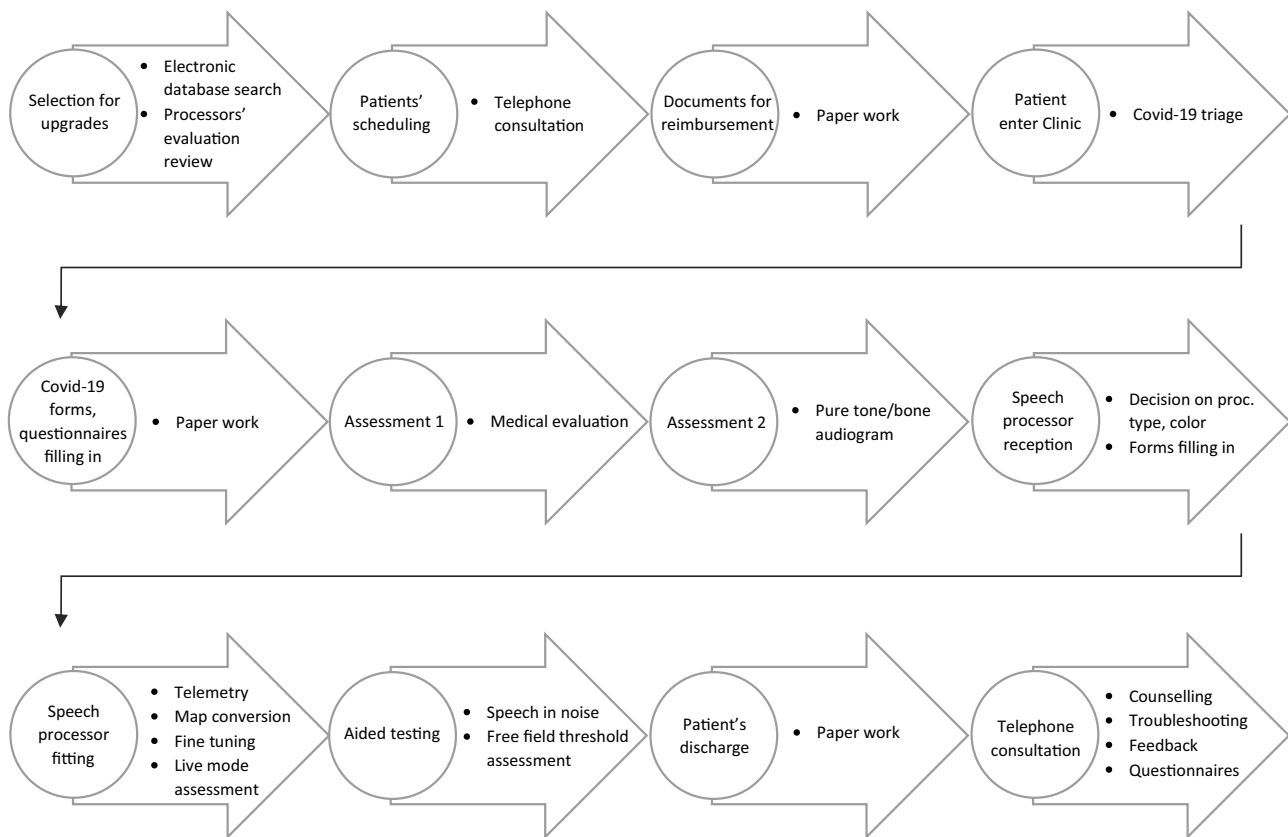 Selection for
upgrades
• Electronic
database search
• Processors'
evaluation
review
Patients'
scheduling
• Telephone
consultation
Documents for
reimbursement
• Paper work
Patient
enter Clinic
• Covid-19 triage
Covid-19
forms,
questionnaires
filling in
• Paper work
Assessment 1
• Medical evaluation
Assessment 2
• Pure tone/bone
audiogram
Speech
processor
reception
• Decision on proc.
type, color
• Forms filling in
Speech
processor
fitting
• Telemetry
• Map conversion
• Fine tuning
• Live mode
assessment
Aided testing
• Speech in noise
• Free field threshold
assessment
Patient's
discharge
• Paper work
Telephone
consultation
• Counselling
• Troubleshooting
• Feedback
• Questionnaires